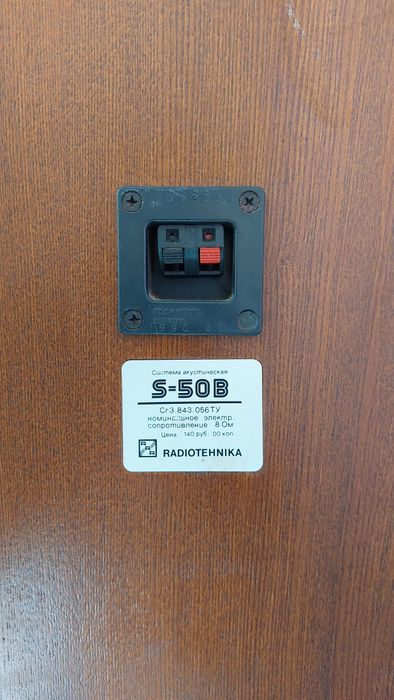 Система акустическая
S-50B
Сг3.843.056ТУ
номинальное электр.
сопротивление 8 Ом
Цена 140 руб. 00 коп.
RADIOTEHNIKA